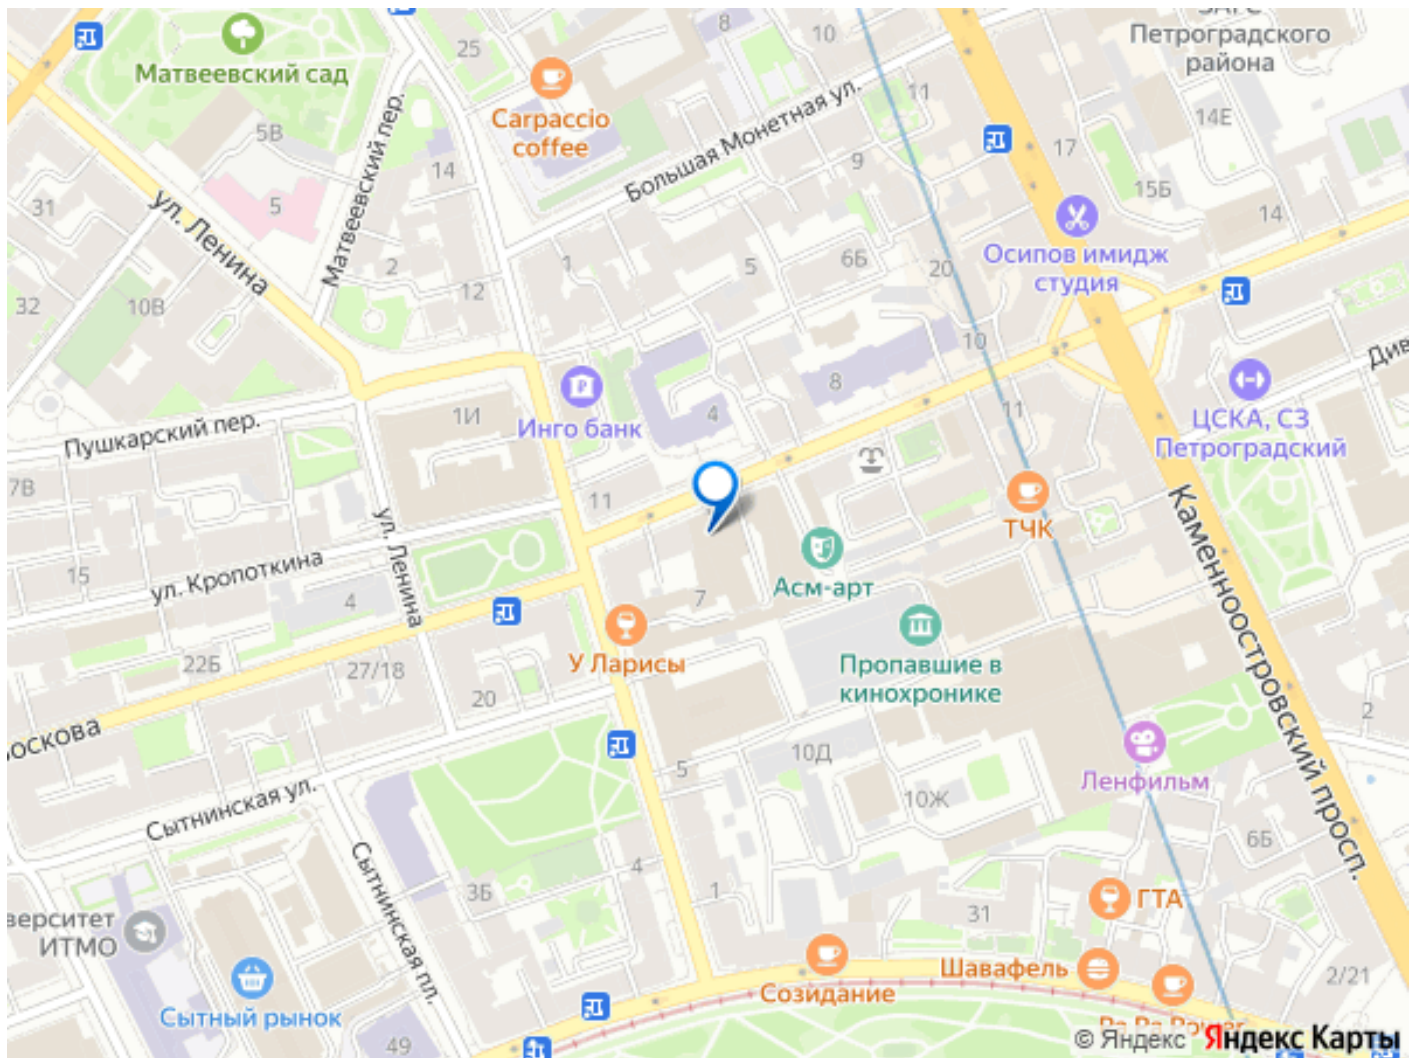 ЗАГС
Петроградского
района
8
10
25
Матвеевский сад
Carpaccio
coffee
11
14Е
17
5В
Матвеевский пер.
14
Большая Монетная ул.
9
15Б
31
5
ул. Ленина
14
2
1
5
6Б
20
Осипов имидж
студия
12
32
10В
10
Див
8
1И
Инго банк
4
11
ЦСКА, СЗ
Петроградский
Пушкарский пер.
7В
11
ул. Ленина
ТЧК
Каменноостровский просп.
ул. Кропоткина
15
4
Асм-арт
7
22Б
27/18
У Ларисы
Пропавшие в
кинохронике
20
2
оскова
10Д
5
Ленфильм
10Ж
Сытнинская ул.
6Б
4
3Б
1
31
ГТА
верситет
ИТМО
Сытнинская пл.
Шавафель
2/21
Созидание
Сытный рынок
49
© Яндекс Яндекс Карты